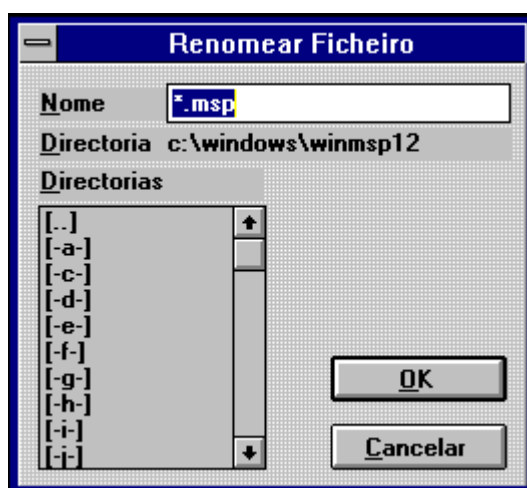 Renomear Ficheiro
Nome *.msp
Directoria c:\windows\winmsp12
Directorias
[..]
[-a-]
[-c-]
[-d-]
[-e-]
[-f-]
[-g-]
[-h-]
[-i-]
[-j-]
OK
Cancelar